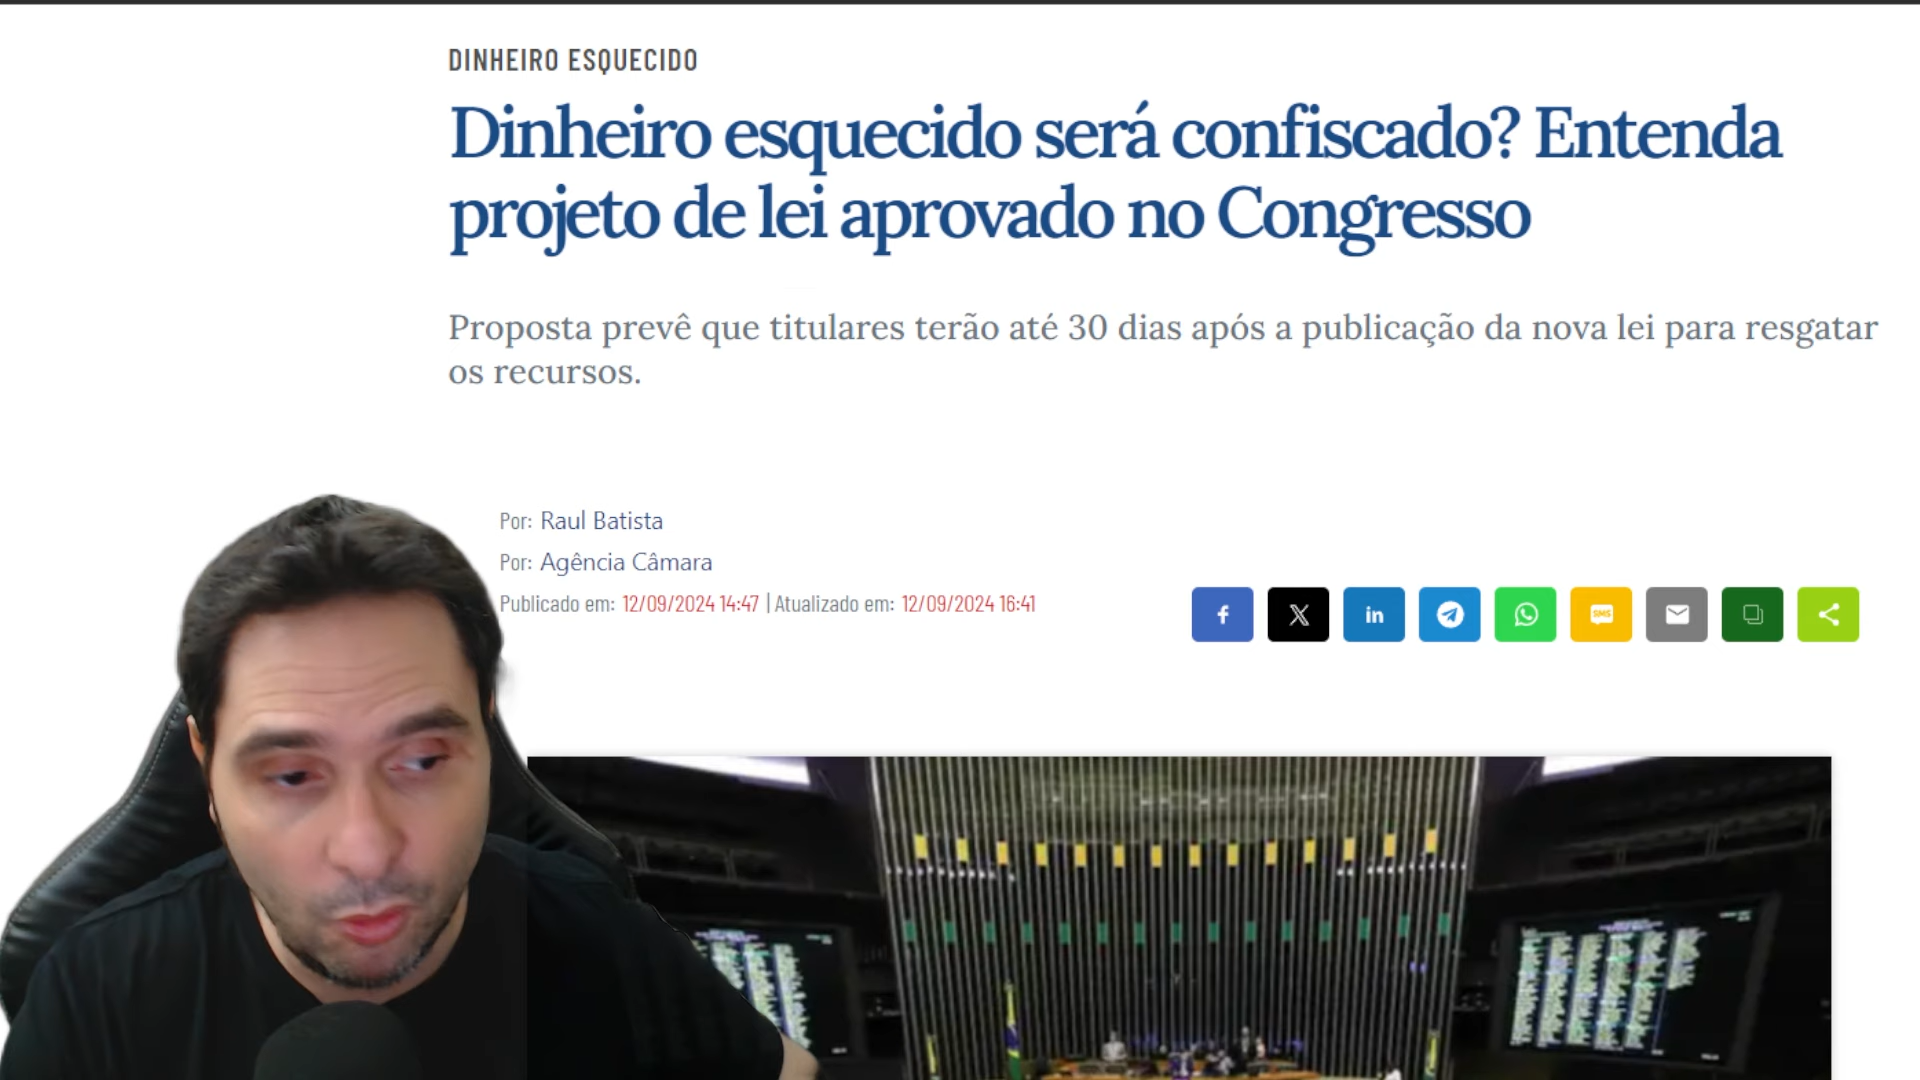 DINHEIRO ESQUECIDO
Dinheiro esquecido será confiscado? Entenda
projeto de lei aprovado no Congresso
Proposta prevê que titulares terão até 30 dias após a publicação da nova lei para resgatar
os recursos.
Por: Raul Batista
Por: Agência Câmara
Publicado em: 12/09/2024 14:47 | Atualizado em: 12/09/2024 16:41
f X in SMS